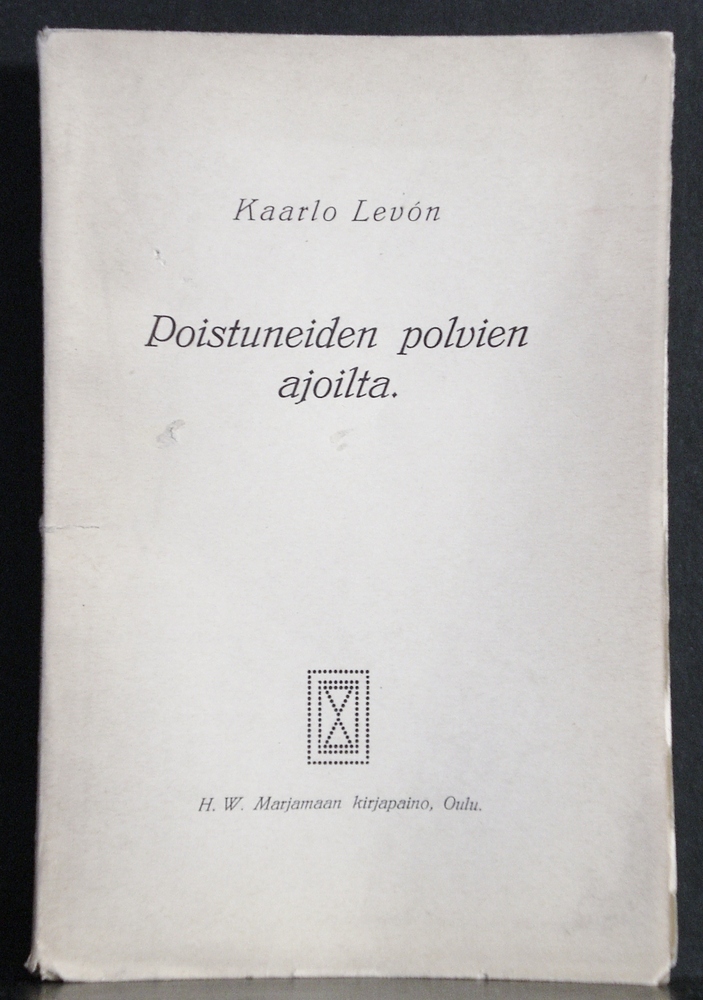 Kaarlo Levón
Poistuneiden polvien
ajoilta.
H. W. Marjamaan kirjapaino, Oulu.